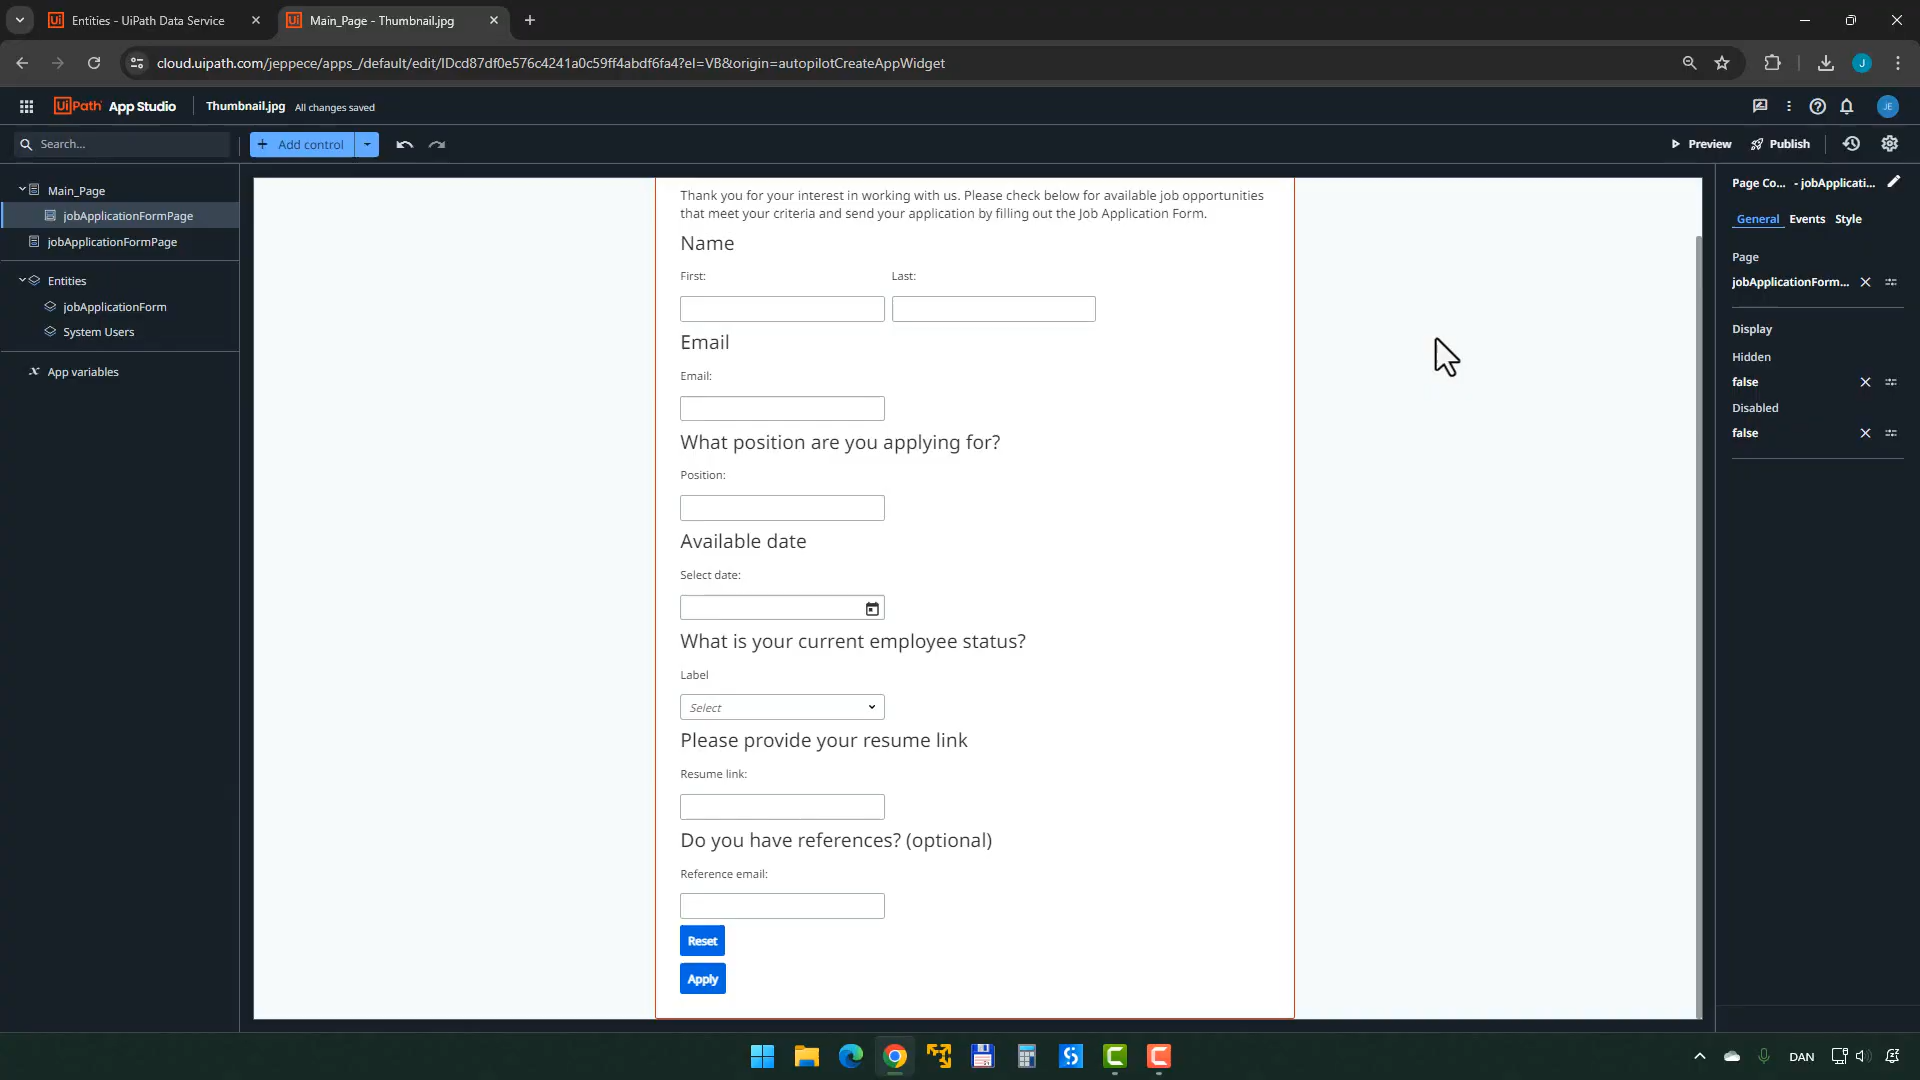 Entities - UiPath Data Service
Main_Page - Thumbnail.jpg
cloud.uipath.com/jeppece/apps_/default/edit/IDcd87df0e576c4241a0c59ff4abdf6fa4?el=VB&origin=autopilotCreateAppWidget
J
UiPath App Studio
Thumbnail.jpg All changes saved
JE
Search...
Add control
Preview
Publish
Main_Page
jobApplicationFormPage
jobApplicationFormPage
Entities
jobApplicationForm
System Users
App variables
Thank you for your interest in working with us. Please check below for available job opportunities
that meet your criteria and send your application by filling out the Job Application Form.
Name
First: Last:
Email
Email:
What position are you applying for?
Position:
Available date
Select date:
What is your current employee status?
Label
Select
Please provide your resume link
Resume link:
Do you have references? (optional)
Reference email:
Reset
Apply
Page Co... - jobApplicati...
General Events Style
Page
jobApplicationForm...
Display
Hidden
false
Disabled
false
DAN